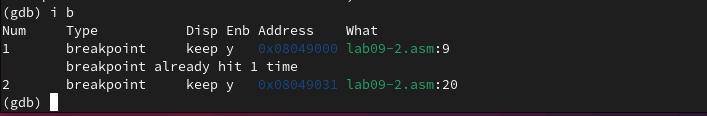 (gdb) i b
Num     Type           Disp Enb Address    What
1       breakpoint     keep y   0x08049000 lab09-2.asm:9
        breakpoint already hit 1 time
2       breakpoint     keep y   0x08049031 lab09-2.asm:20
(gdb)